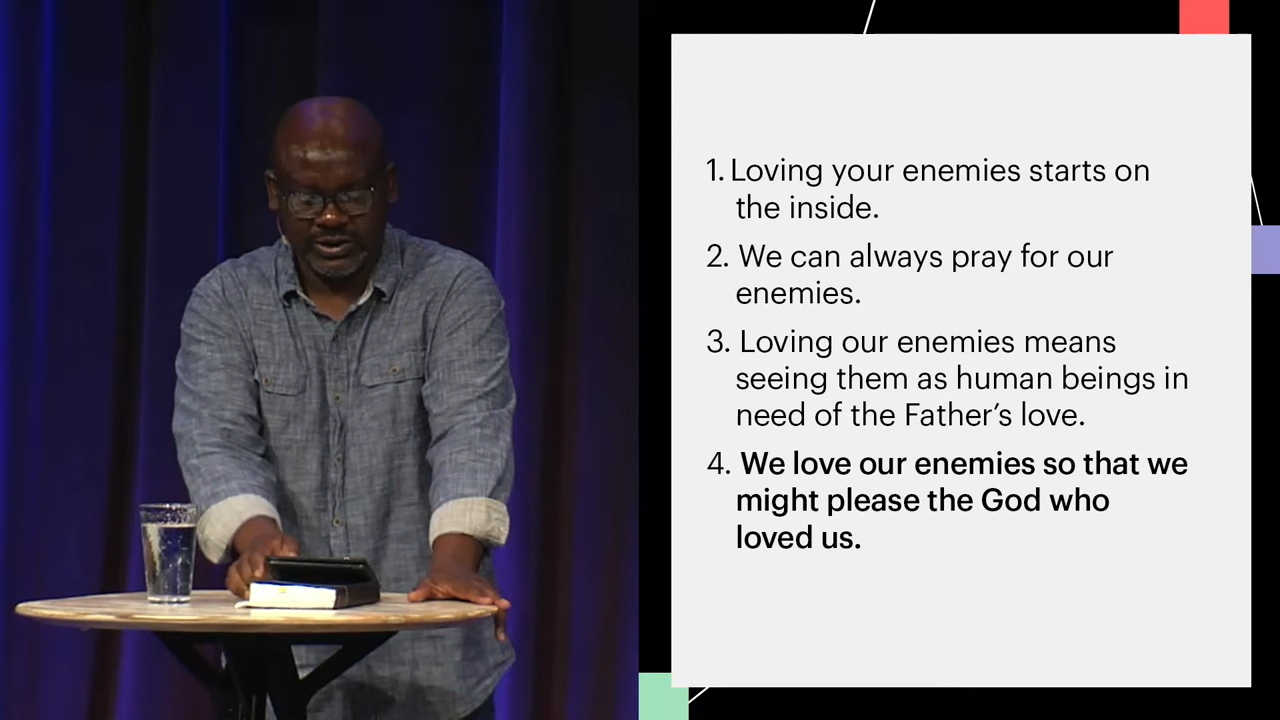 1. Loving your enemies starts on
the inside.
2. We can always pray for our
enemies.
3. Loving our enemies means
seeing them as human beings in
need of the Father’s love.
4. We love our enemies so that we
might please the God who
loved us.